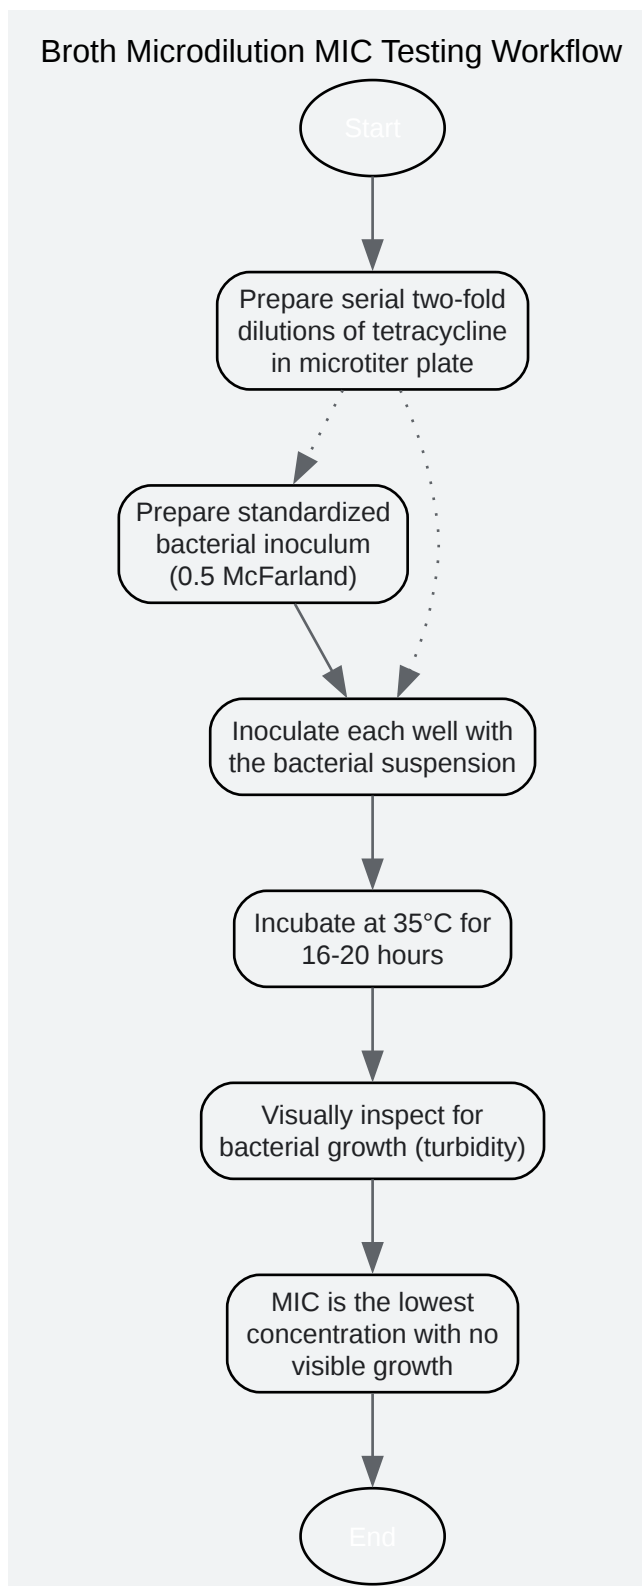 Broth Microdilution MIC Testing Workflow
Start
Prepare serial two-fold
dilutions of tetracycline
in microtiter plate
Prepare standardized
bacterial inoculum
(0.5 McFarland)
Inoculate each well with
the bacterial suspension
Incubate at 35°C for
16-20 hours
Visually inspect for
bacterial growth (turbidity)
MIC is the lowest
concentration with no
visible growth
End